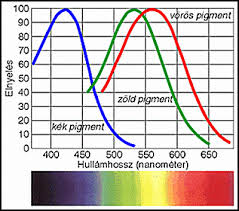 vörös pigment
100
90
80
70
60
50
40
30
20
10
0
Elnyelés
zöld pigment
kék pigment
400 450 500 550 600 650
Hullámhossz (nanométer)